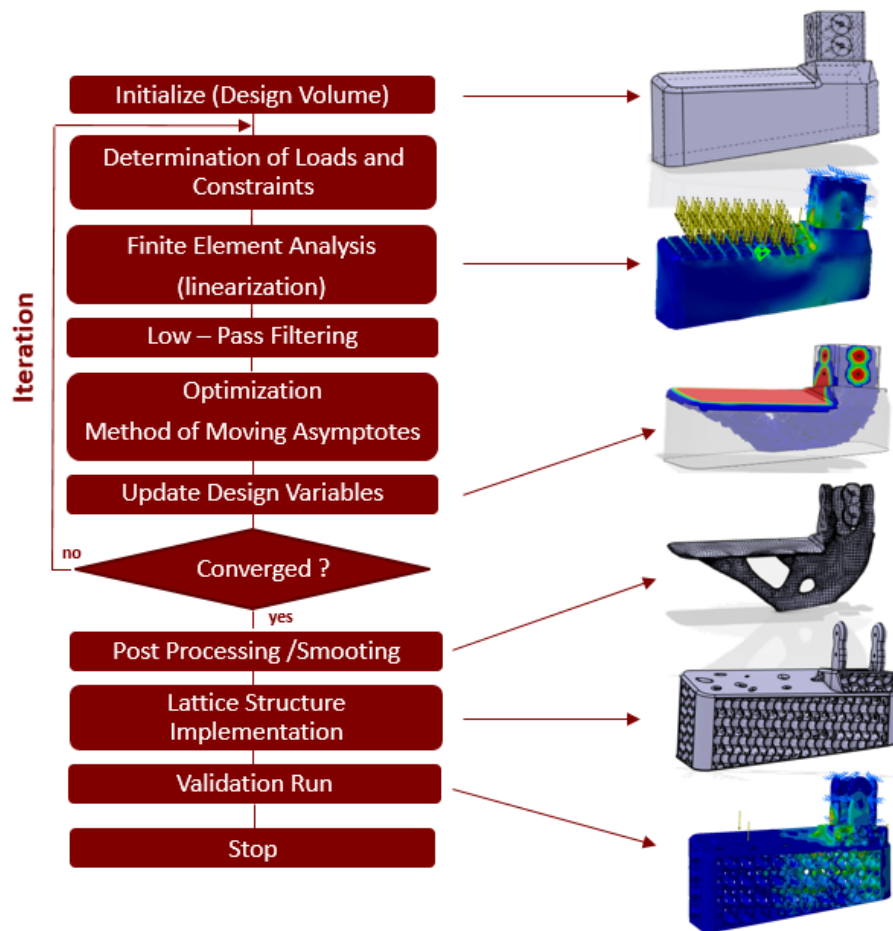 Initialize (Design Volume)
Determination of Loads and
Constraints
Finite Element Analysis
(linearization)
Low – Pass Filtering
Optimization
Method of Moving Asymptotes
Update Design Variables
Iteration
no
Converged ?
yes
Post Processing /Smooting
Lattice Structure
Implementation
Validation Run
Stop